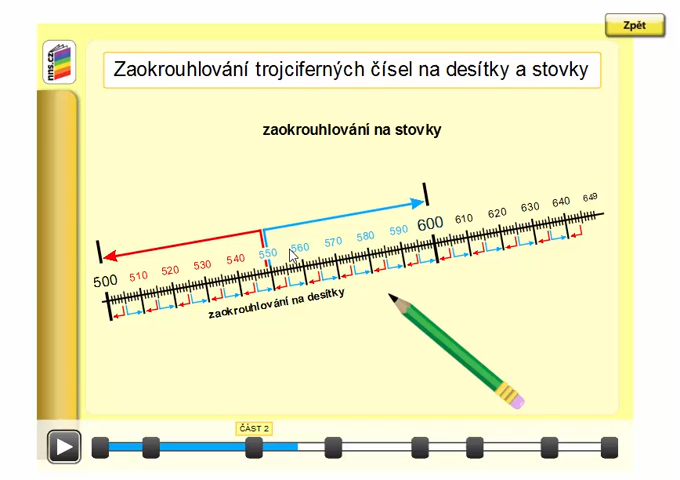 Zpět
nns.cz
Zaokrouhlování trojciferných čísel na desítky a stovky
zaokrouhlování na stovky
500 510 520 530 540 550 560 570 580 590 600 610 620 630 640 649
zaokrouhlování na desítky
ČÁST 2